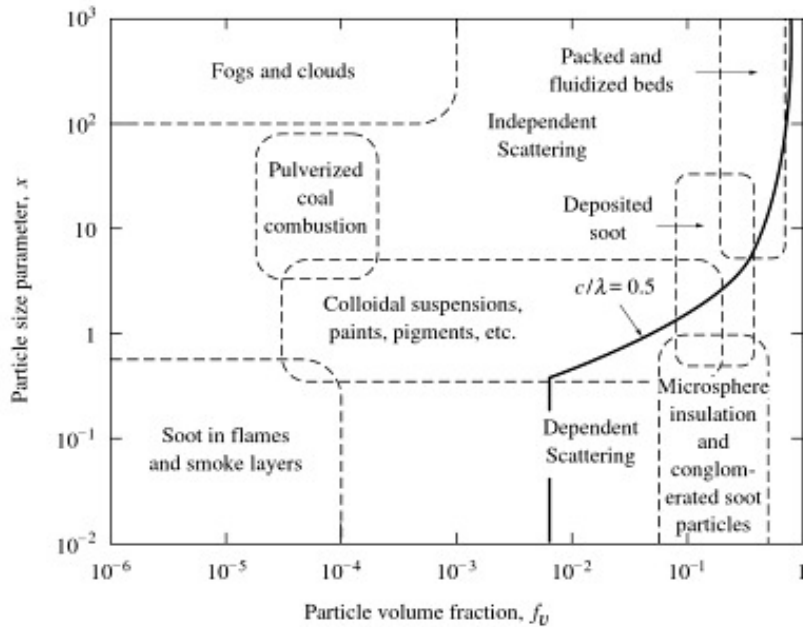 10³
10²
10
1
10⁻¹
10⁻²
Particle size parameter, x
Fogs and clouds
Packed and
fluidized beds
Independent
Scattering
Pulverized
coal
combustion
Deposited
soot
Colloidal suspensions,
paints, pigments, etc.
c/λ = 0.5
Soot in flames
and smoke layers
Dependent
Scattering
Microsphere
insulation
and
conglom-
erated soot
particles
10⁻⁶ 10⁻⁵ 10⁻⁴ 10⁻³ 10⁻² 10⁻¹ 1
Particle volume fraction, fᵥ